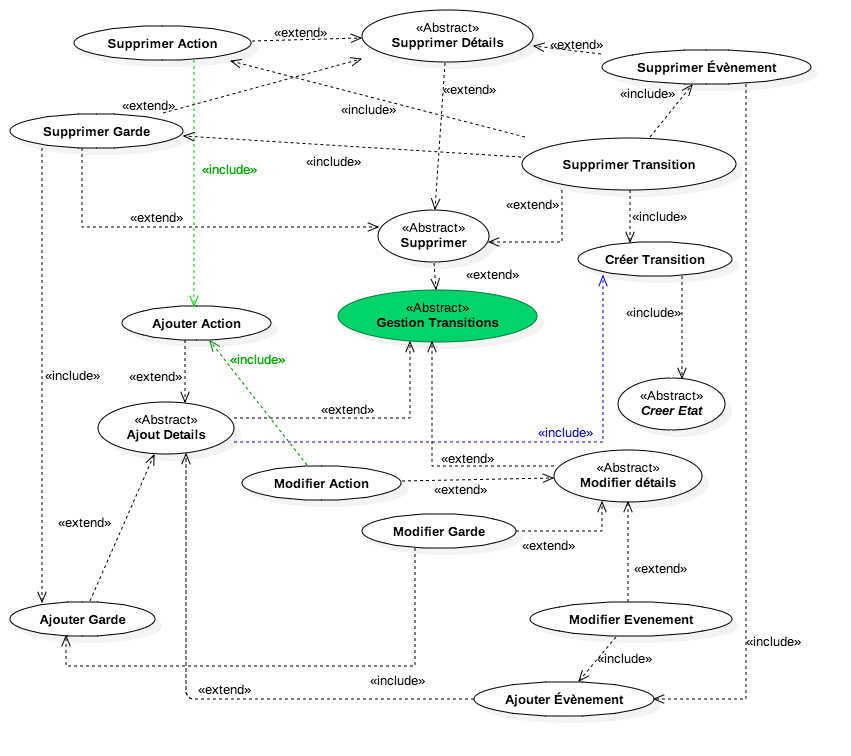 «extend»
Supprimer Action
«Abstract»
Supprimer Détails
«extend»
Supprimer Évènement
«extend»
«include»
«extend»
«include»
Supprimer Garde
«include»
Supprimer Transition
«include»
«extend»
«extend»
«include»
«Abstract»
Supprimer
Créer Transition
«extend»
«Abstract»
Gestion Transitions
«include»
Ajouter Action
«include»
«extend»
«include»
«Abstract»
Creer Etat
«extend»
«Abstract»
Ajout Details
«include»
«extend»
«Abstract»
Modifier détails
Modifier Action
«extend»
«extend»
Modifier Garde
«extend»
«extend»
Ajouter Garde
Modifier Evenement
«include»
«include»
«include»
«extend»
Ajouter Évènement